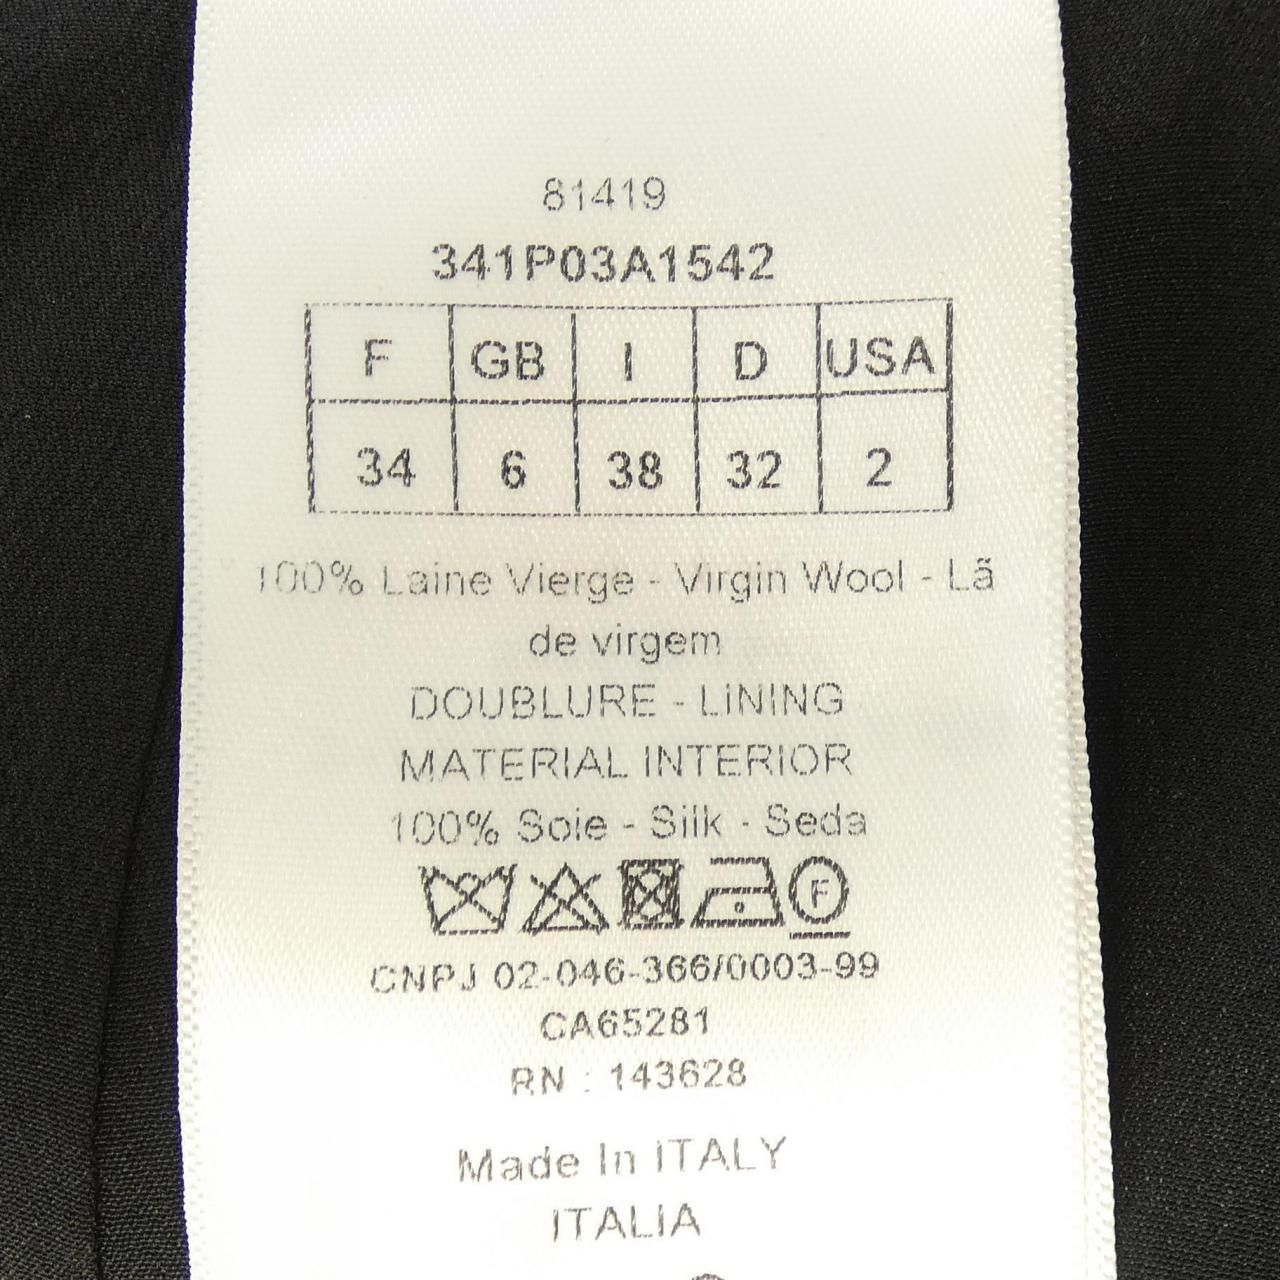 81419
341P03A1542
F GB I D USA
34 6 38 32 2
100% Laine Vierge - Virgin Wool - Lã
de virgem
DOUBLURE - LINING
MATERIAL INTERIOR
100% Soie - Silk - Seda
F
CNPJ 02-046-366/0003-99
CA65281
RN : 143628
Made In ITALY
ITALIA